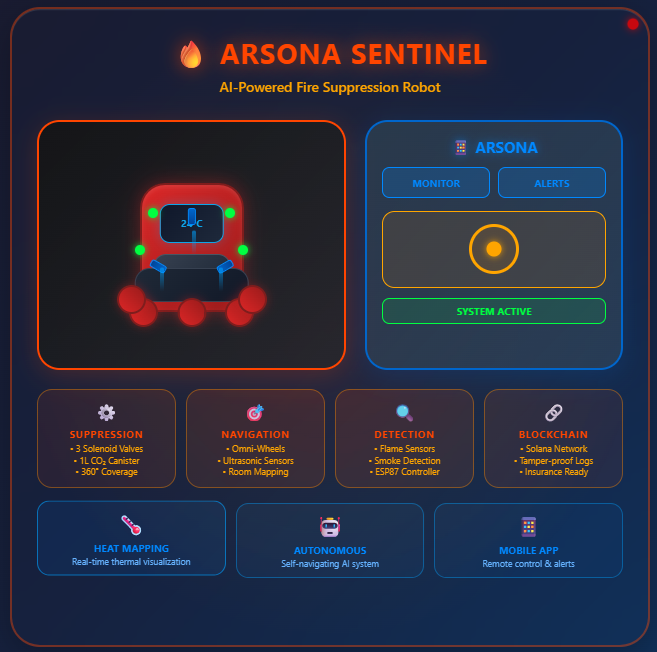 ARSONA SENTINEL
AI-Powered Fire Suppression Robot
ARSONA
MONITOR
ALERTS
SYSTEM ACTIVE
SUPPRESSION
• 3 Solenoid Valves
• 1L CO₂ Canister
• 360° Coverage
NAVIGATION
• Omni-Wheels
• Ultrasonic Sensors
• Room Mapping
DETECTION
• Flame Sensors
• Smoke Detection
• ESP87 Controller
BLOCKCHAIN
• Solana Network
• Tamper-proof Logs
• Insurance Ready
HEAT MAPPING
Real-time thermal visualization
AUTONOMOUS
Self-navigating AI system
MOBILE APP
Remote control & alerts